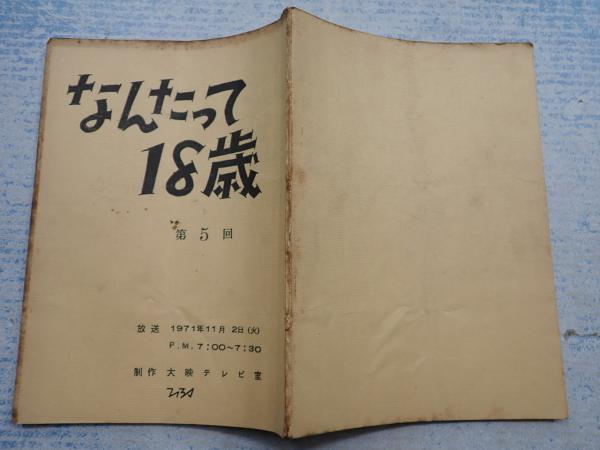 なんたって
18歳
第 5 回
放送 1971年11月 2日(火)
P.M. 7:00〜7:30
制作 大映テレビ室